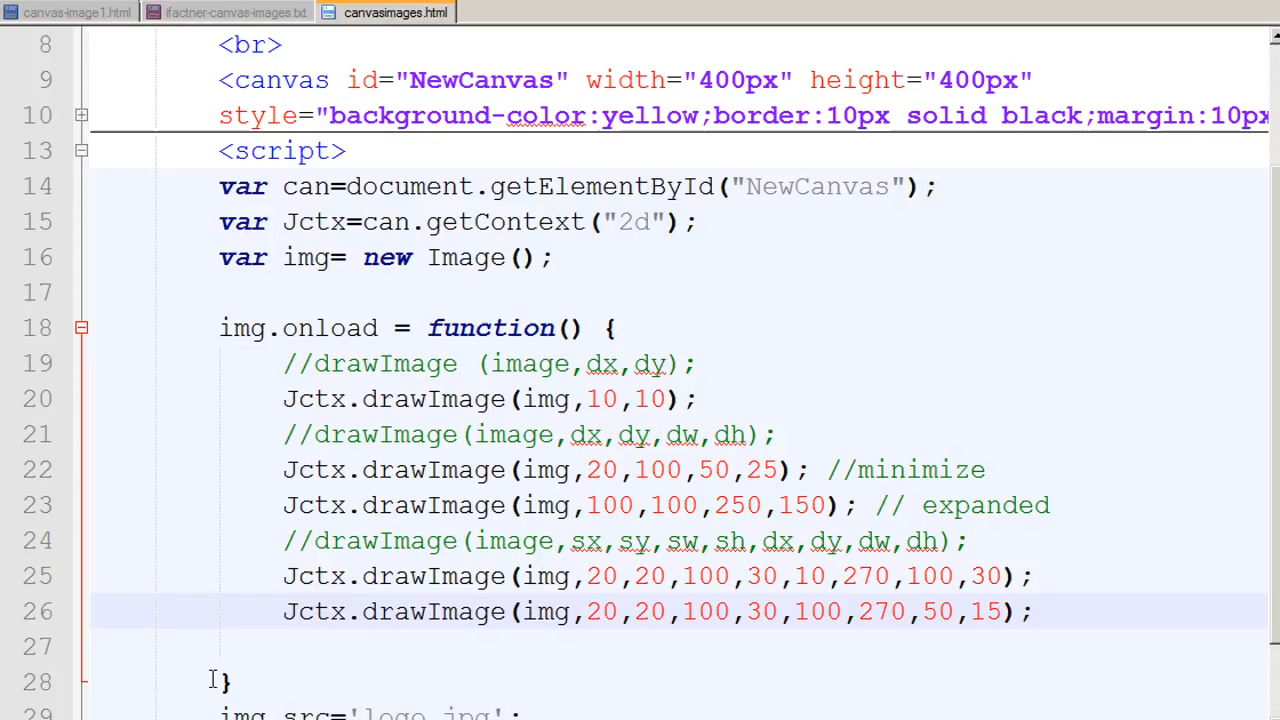 canvas-image1.html ifactner-canvas-images.txt canvasimages.html
8 <br>
9 <canvas id="NewCanvas" width="400px" height="400px"
10 style="background-color:yellow;border:10px solid black;margin:10px
13 <script>
14 var can=document.getElementById("NewCanvas");
15 var Jctx=can.getContext("2d");
16 var img= new Image();
17
18 img.onload = function() {
19 //drawImage (image,dx,dy);
20 Jctx.drawImage(img,10,10);
21 //drawImage(image,dx,dy,dw,dh);
22 Jctx.drawImage(img,20,100,50,25); //minimize
23 Jctx.drawImage(img,100,100,250,150); // expanded
24 //drawImage(image,sx,sy,sw,sh,dx,dy,dw,dh);
25 Jctx.drawImage(img,20,20,100,30,10,270,100,30);
26 Jctx.drawImage(img,20,20,100,30,100,270,50,15);
27
28 }
29 img.src='logo.jpg';